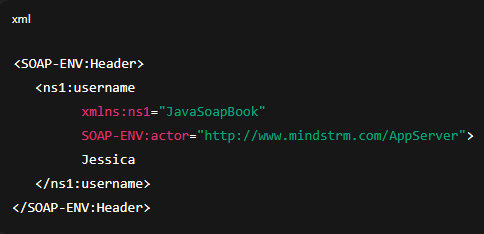 xml
<SOAP-ENV:Header>
<ns1:username
xmlns:ns1="JavaSoapBook"
SOAP-ENV:actor="http://www.mindstrm.com/AppServer">
Jessica
</ns1:username>
</SOAP-ENV:Header>